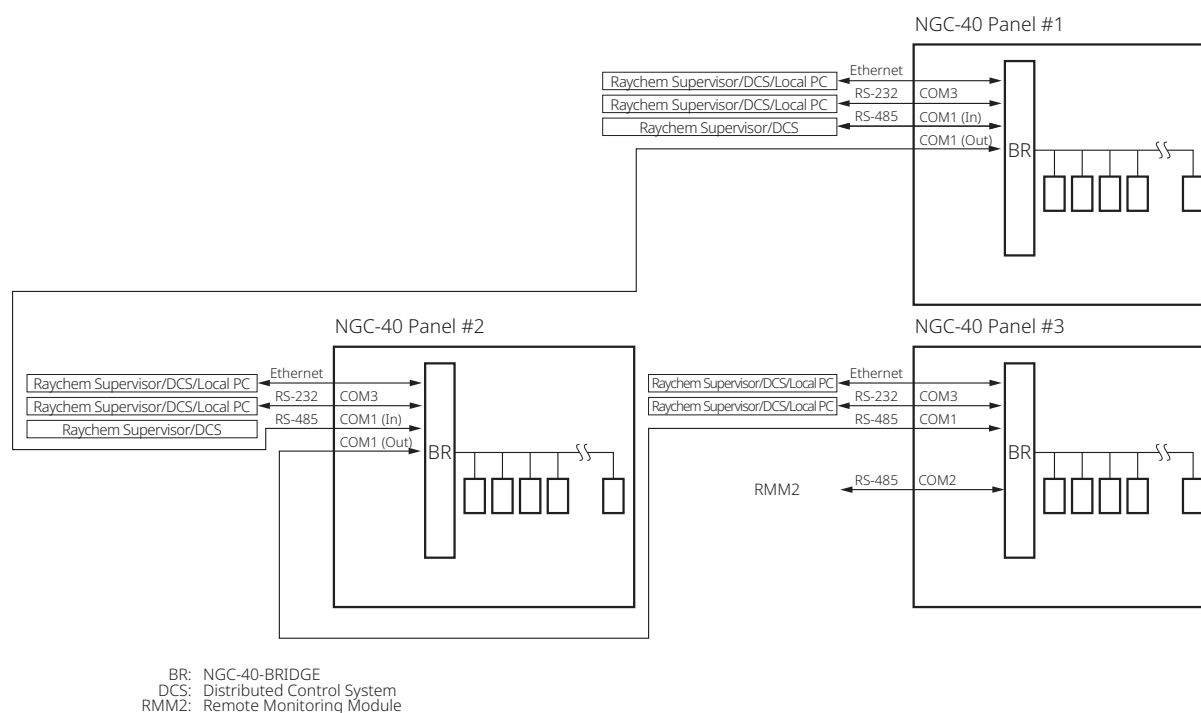 NGC-40 Panel #1
Raychem Supervisor/DCS/Local PC
Ethernet
Raychem Supervisor/DCS/Local PC
RS-232
COM3
Raychem Supervisor/DCS
RS-485
COM1 (In)
COM1 (Out)
BR
NGC-40 Panel #2
Raychem Supervisor/DCS/Local PC
Ethernet
Raychem Supervisor/DCS/Local PC
RS-232
COM3
Raychem Supervisor/DCS
RS-485
COM1 (In)
COM1 (Out)
BR
NGC-40 Panel #3
Raychem Supervisor/DCS/Local PC
Ethernet
Raychem Supervisor/DCS/Local PC
RS-232
COM3
RS-485
COM1
BR
RMM2
RS-485
COM2
BR: NGC-40-BRIDGE
DCS: Distributed Control System
RMM2: Remote Monitoring Module